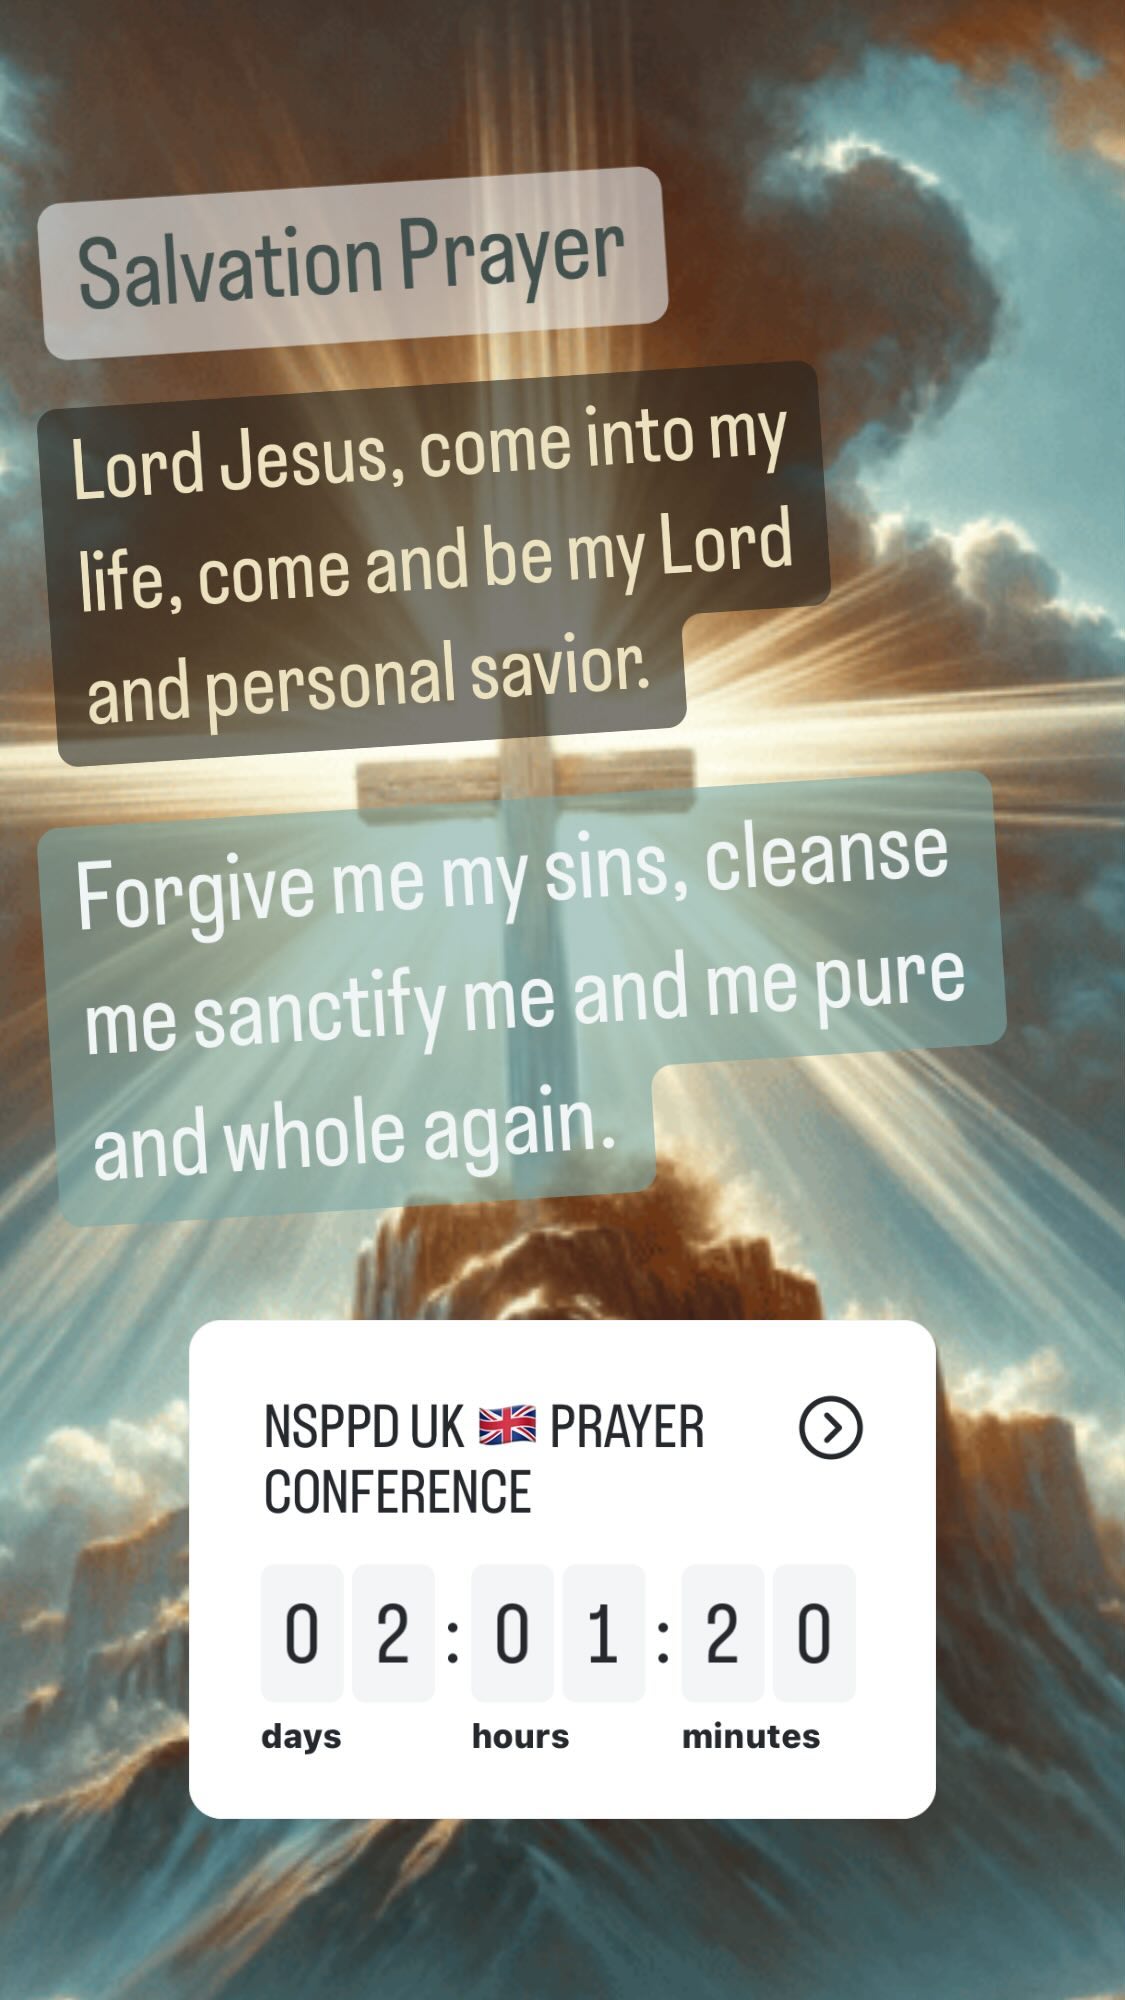 Salvation Prayer
Lord Jesus, come into my
life, come and be my Lord
and personal savior.
Forgive me my sins, cleanse
me sanctify me and me pure
and whole again.
NSPPD UK 🇬🇧 PRAYER
CONFERENCE
02:01:20
days hours minutes